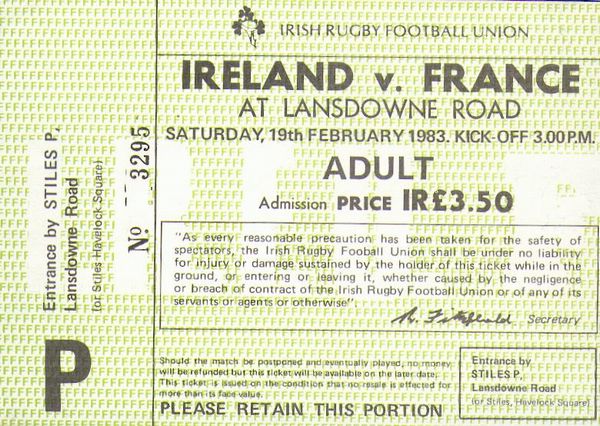 IRISH RUGBY FOOTBALL UNION
IRELAND v. FRANCE
AT LANSDOWNE ROAD
SATURDAY, 19th FEBRUARY 1983. KICK-OFF 3.00 P.M.
ADULT
Admission PRICE IR£3.50
"As every reasonable precaution has been taken for the safety of
spectators, the Irish Rugby Fooball Union shall be under no liability
for injury or damage sustained by the holder of this ticket while in the
ground, or entering or leaving it, whether caused by the negligence
or breach of contract of the Irish Rugby Football Union or of any of its
servants or agents or otherwise".
Secretary
Should the match be postponed and eventually played, no money
will be refunded but this ticket will be available on the later date.
This ticket is issued on the condition that no resale is effected for
more than its face value.
PLEASE RETAIN THIS PORTION
Entrance by
STILES P,
Lansdowne Road
(or Stiles, Havelock Square)
Nº 3295
Entrance by STILES P,
Lansdowne Road
(or Stiles Havelock Square)
P